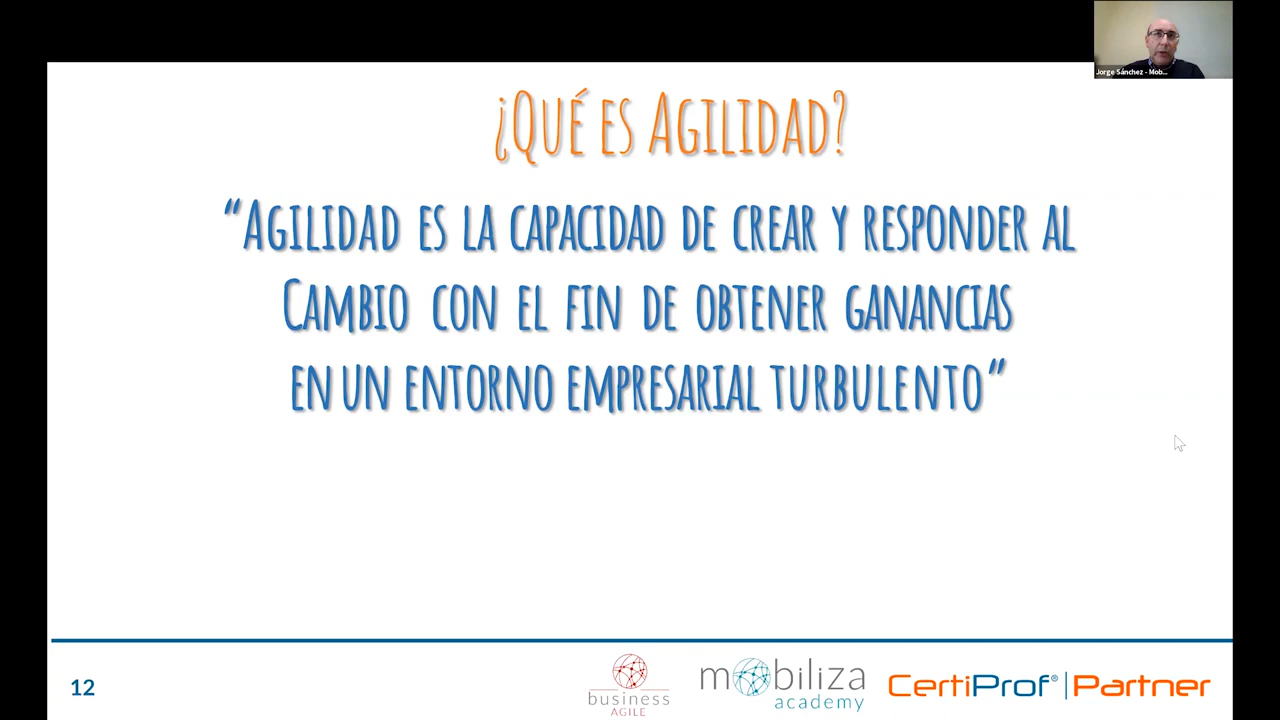 Jorge Sánchez - Mob...
¿Qué es Agilidad?
“Agilidad es la capacidad de crear y responder al
Cambio con el fin de obtener ganancias
en un entorno empresarial turbulento”
12
business
AGILE
mobiliza
academy
CertiProf® | Partner